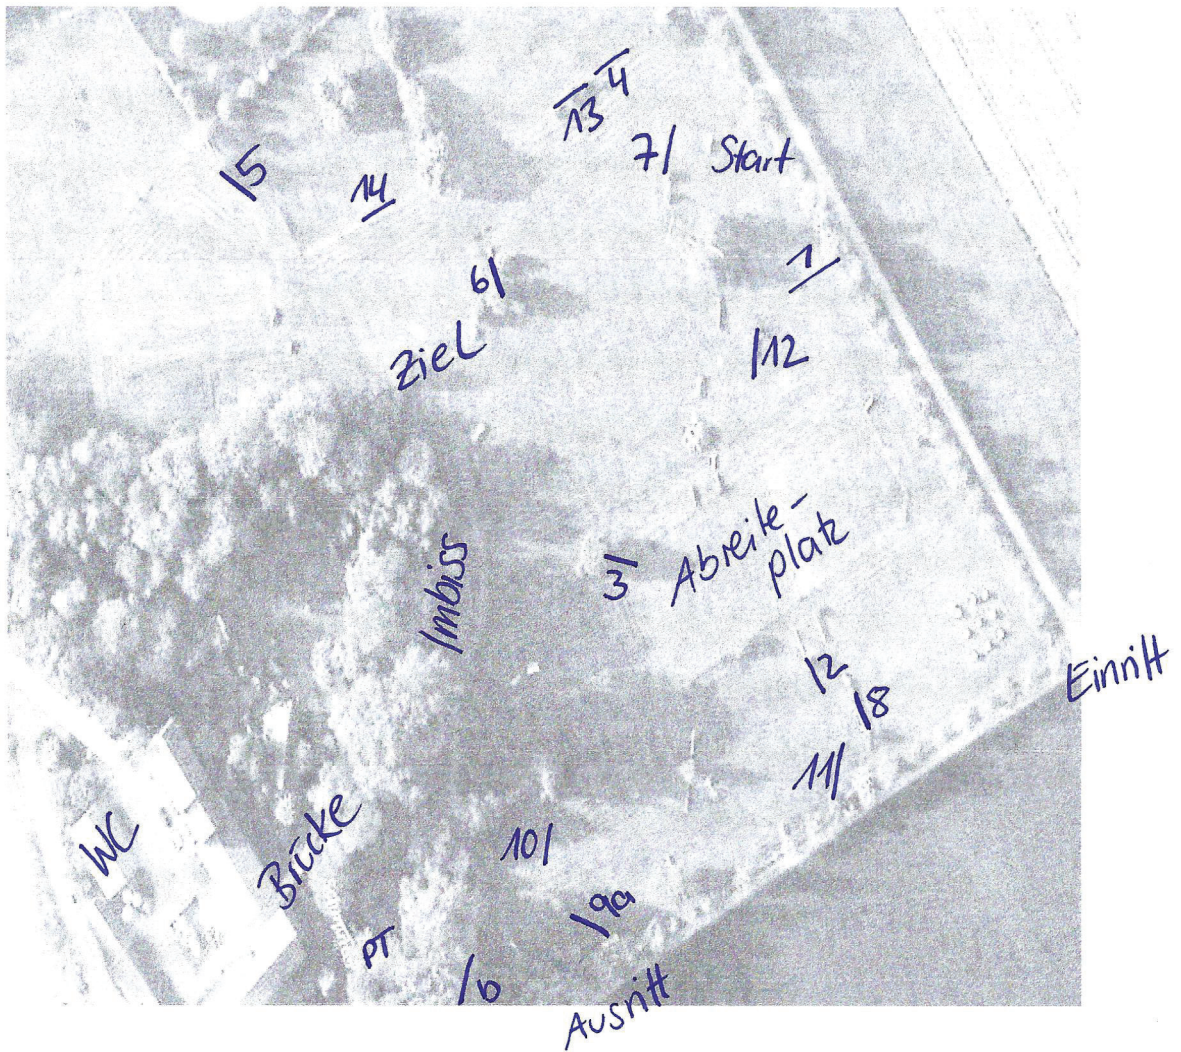 4
13
7/ Start
/5
14
1
6/
Ziel
/12
Abreite-
platz
3/
Imbiss
/2
Einritt
/8
11/
WC
Brücke
10/
/9a
PT
/b
Ausritt